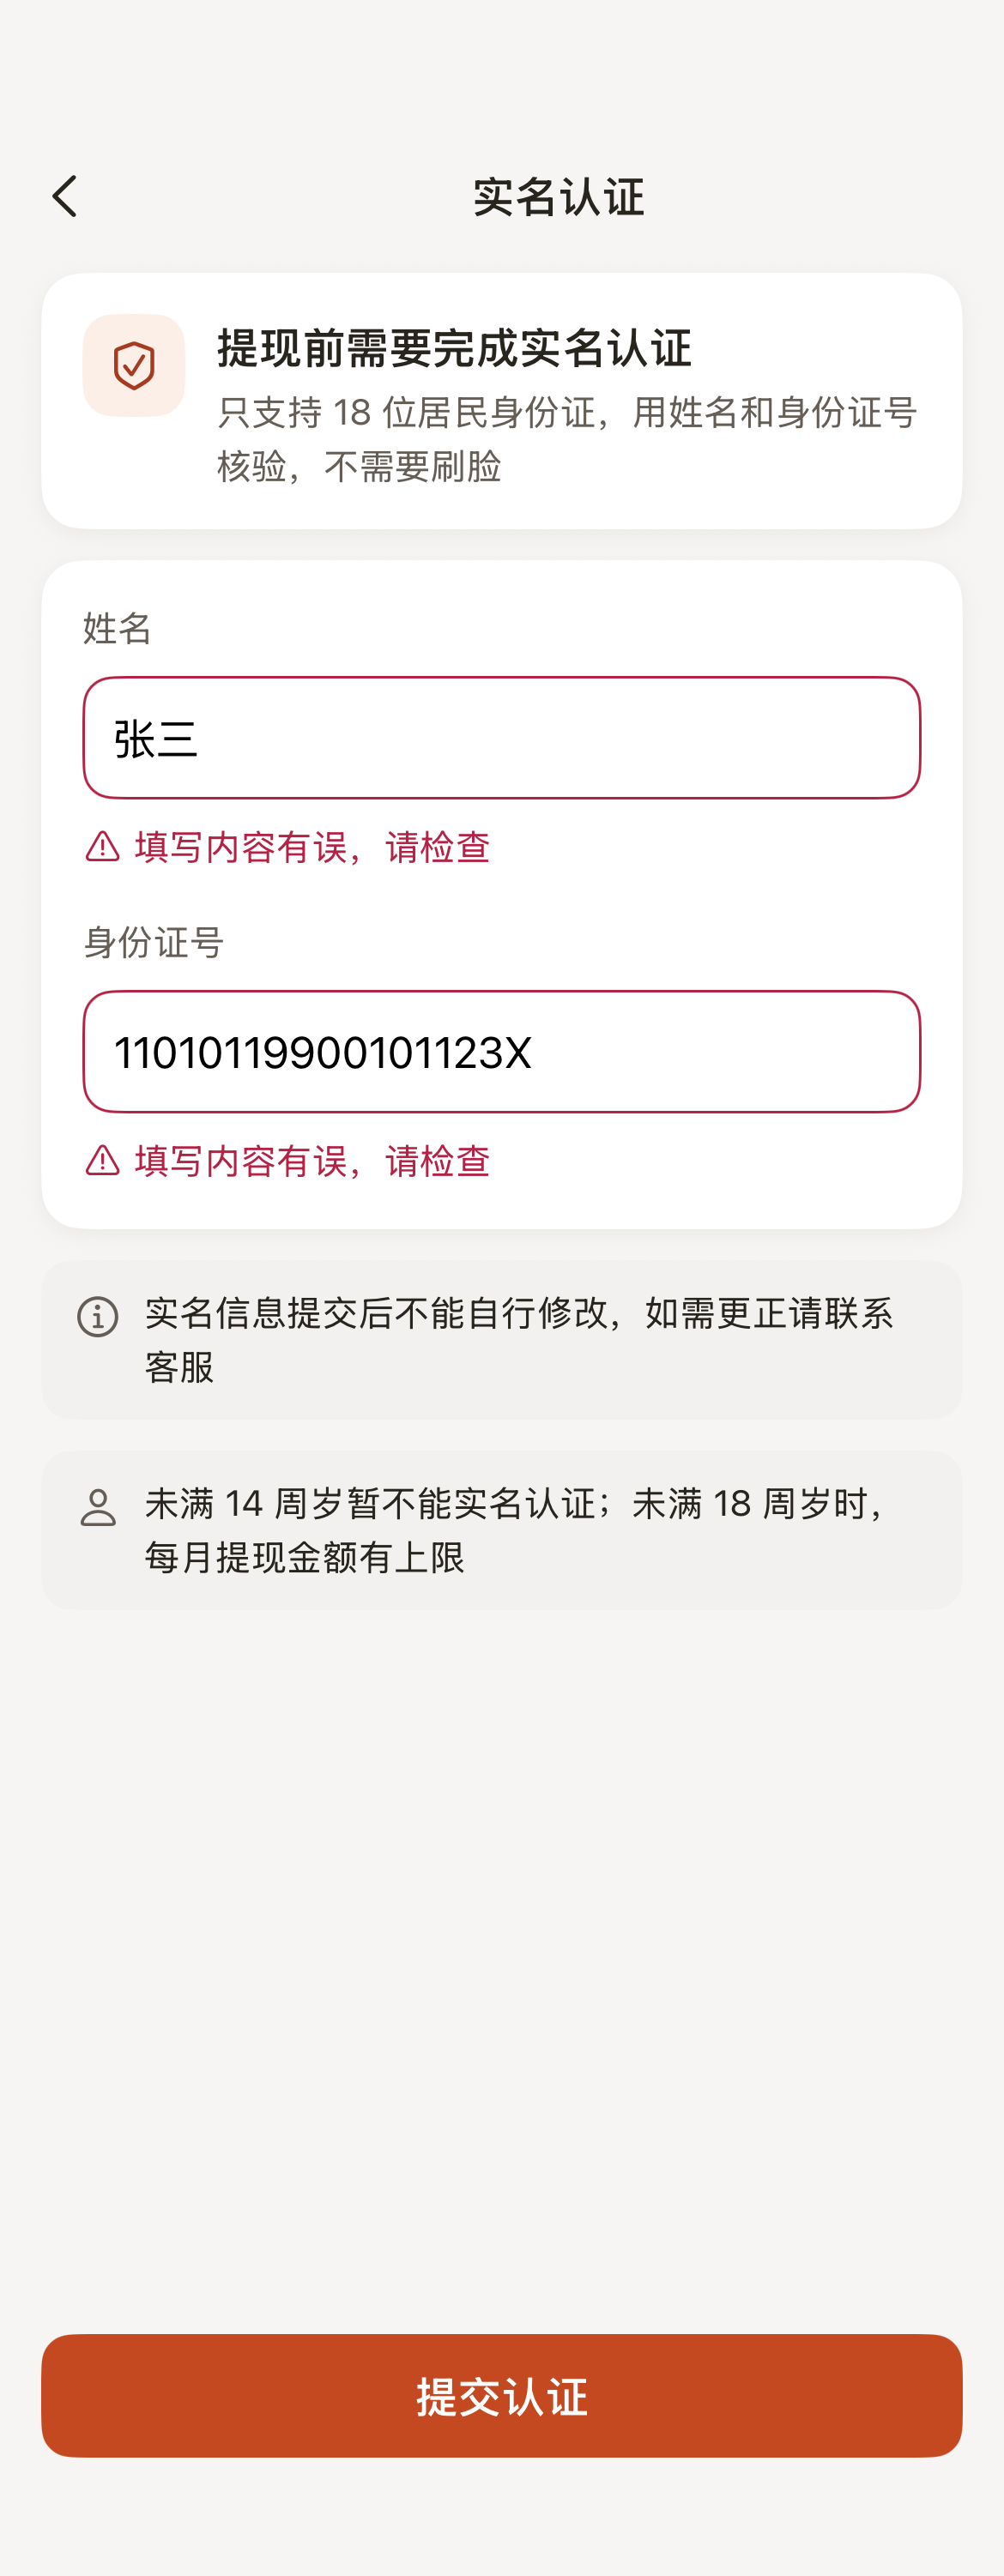 实名认证
提现前需要完成实名认证
只支持 18 位居民身份证，用姓名和身份证号
核验，不需要刷脸
姓名
张三
填写内容有误，请检查
身份证号
11010119900101123X
填写内容有误，请检查
实名信息提交后不能自行修改，如需更正请联系
客服
未满 14 周岁暂不能实名认证；未满 18 周岁时，
每月提现金额有上限
提交认证